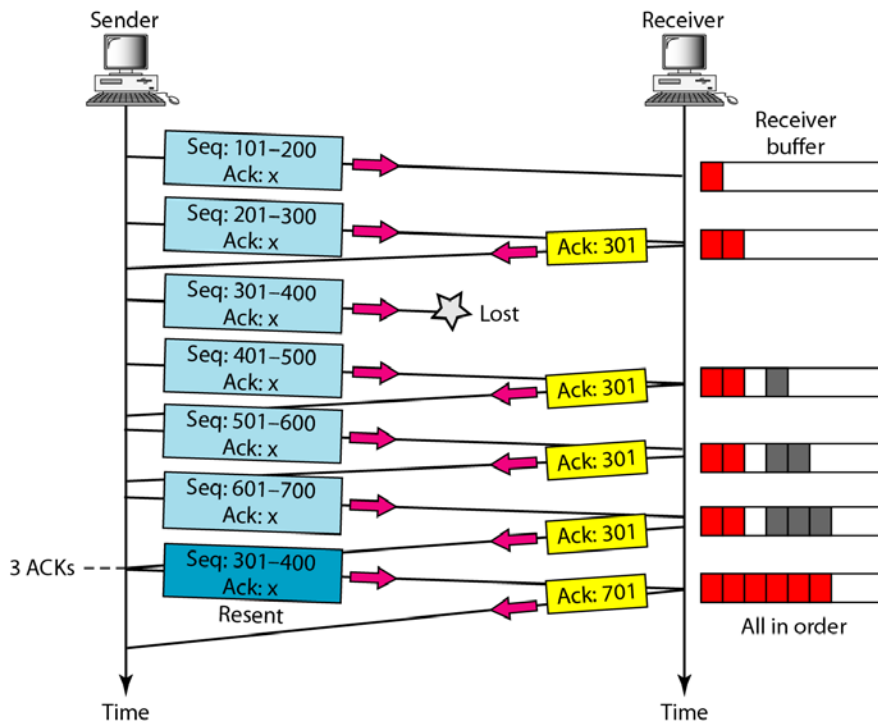 Sender
Receiver
Receiver
buffer
Seq: 101–200
Ack: x
Seq: 201–300
Ack: x
Ack: 301
Seq: 301–400
Ack: x
Lost
Seq: 401–500
Ack: x
Ack: 301
Seq: 501–600
Ack: x
Ack: 301
Seq: 601–700
Ack: x
Ack: 301
3 ACKs
Seq: 301–400
Ack: x
Resent
Ack: 701
All in order
Time
Time